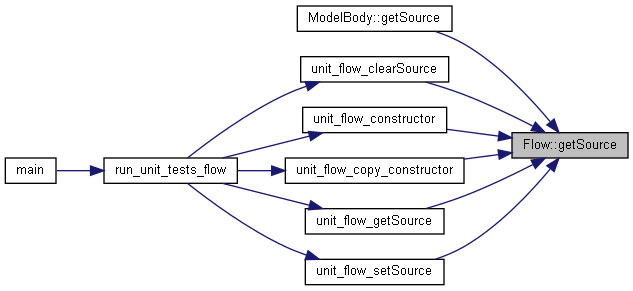 ModelBody::getSource
unit_flow_clearSource
unit_flow_constructor
Flow::getSource
main
run_unit_tests_flow
unit_flow_copy_constructor
unit_flow_getSource
unit_flow_setSource